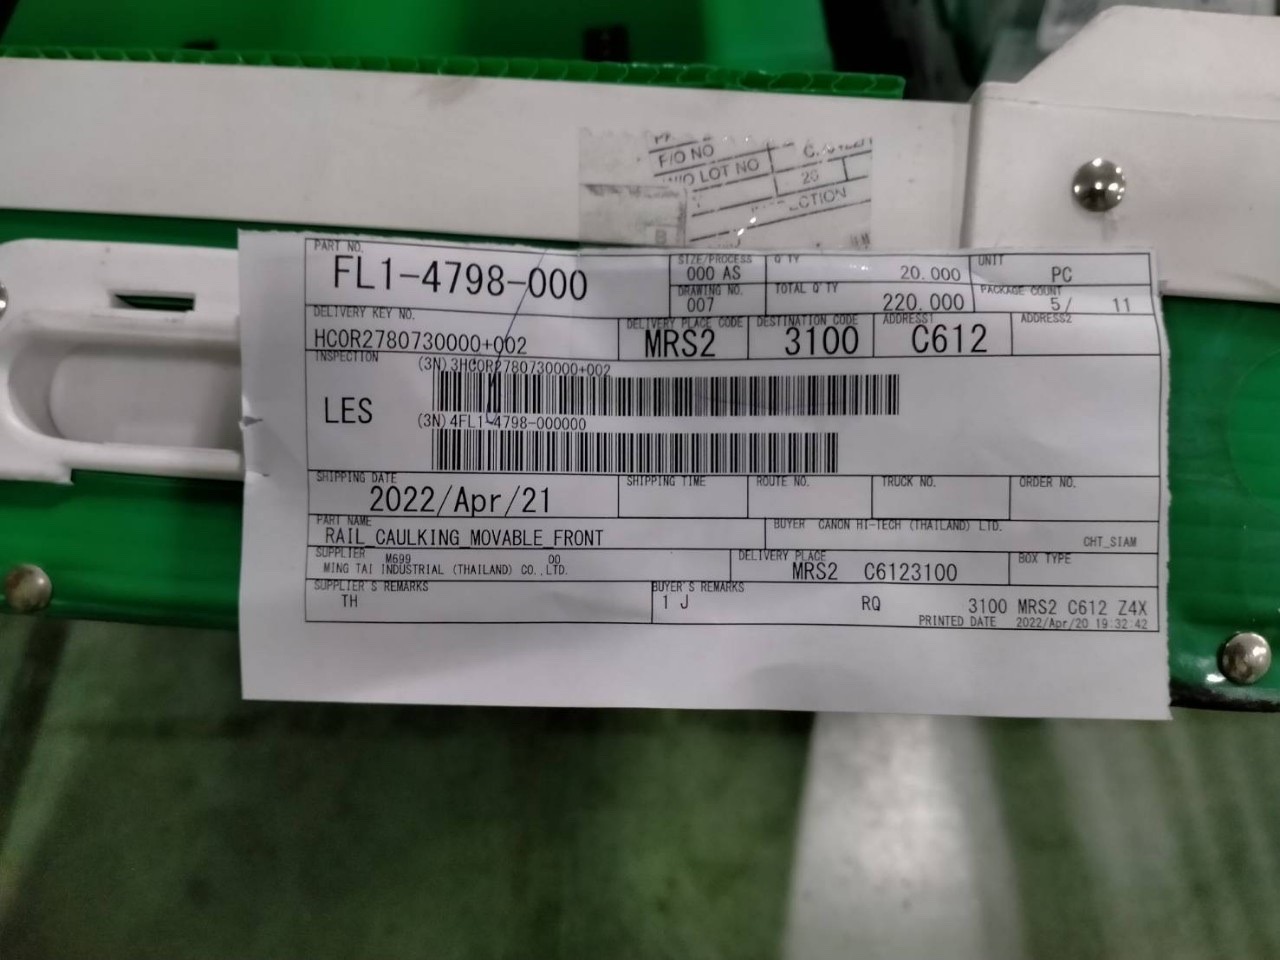 F/O NO
LOT NO
20
B
PART NO.
FL1-4798-000
SIZE/PROCESS
000 AS
Q'TY
20.000
UNIT
PC
DRAWING NO.
007
TOTAL Q'TY
220.000
PACKAGE COUNT
5/ 11
DELIVERY KEY NO.
HC0R2780730000+002
DELIVERY PLACE CODE
MRS2
DESTINATION CODE
3100
ADDRESS1
C612
ADDRESS2
INSPECTION
LES
(3N)3HC0R2780730000+002
(3N)4FL1-4798-000000
SHIPPING DATE
2022/Apr/21
SHIPPING TIME
ROUTE NO.
TRUCK NO.
ORDER NO.
PART NAME
RAIL_CAULKING_MOVABLE_FRONT
BUYER CANON HI-TECH (THAILAND) LTD.
CHT_SIAM
SUPPLIER M699 00
MING TAI INDUSTRIAL (THAILAND) CO.,LTD.
DELIVERY PLACE
MRS2 C6123100
BOX TYPE
SUPPLIER'S REMARKS
TH
BUYER'S REMARKS
1 J RQ 3100 MRS2 C612 Z4X
PRINTED DATE 2022/Apr/20 19:32:42